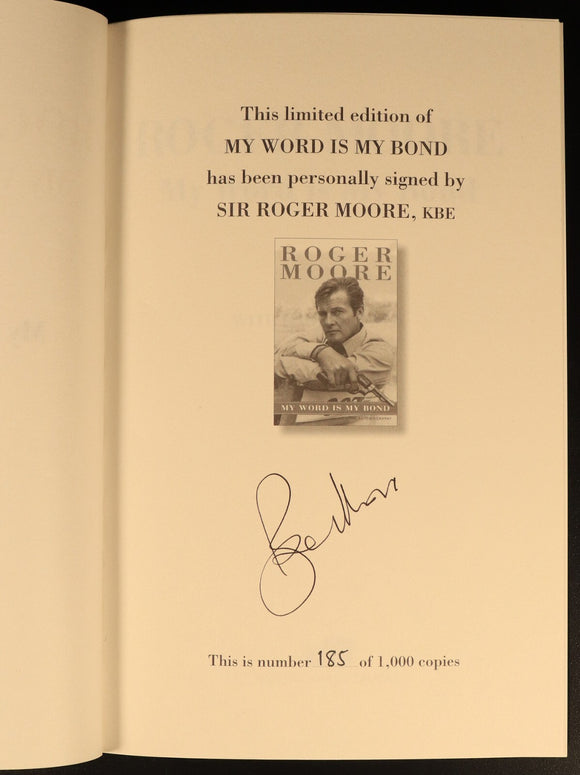 This limited edition of
MY WORD IS MY BOND
has been personally signed by
SIR ROGER MOORE, KBE
ROGER
MOORE
MY WORD IS MY BOND
This is number 185 of 1,000 copies